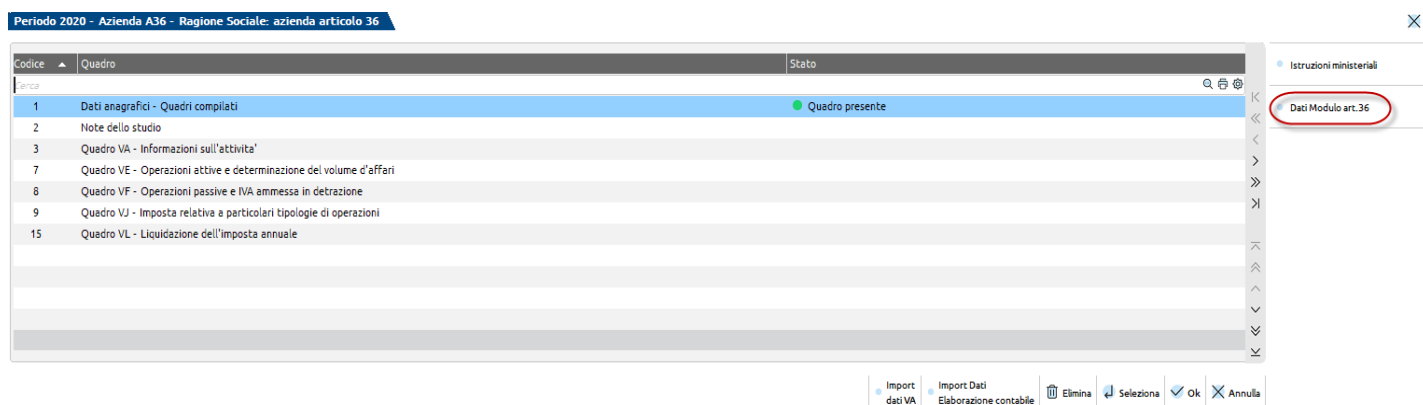 Periodo 2020 - Azienda A36 - Ragione Sociale: azienda articolo 36
Codice Quadro Stato
Cerca
1 Dati anagrafici - Quadri compilati Quadro presente
2 Note dello studio
3 Quadro VA - Informazioni sull'attivita'
7 Quadro VE - Operazioni attive e determinazione del volume d'affari
8 Quadro VF - Operazioni passive e IVA ammessa in detrazione
9 Quadro VJ - Imposta relativa a particolari tipologie di operazioni
15 Quadro VL - Liquidazione dell'imposta annuale
Istruzioni ministeriali
Dati Modulo art.36
Import dati VA
Import Dati Elaborazione contabile
Elimina
Seleziona
Ok
Annulla